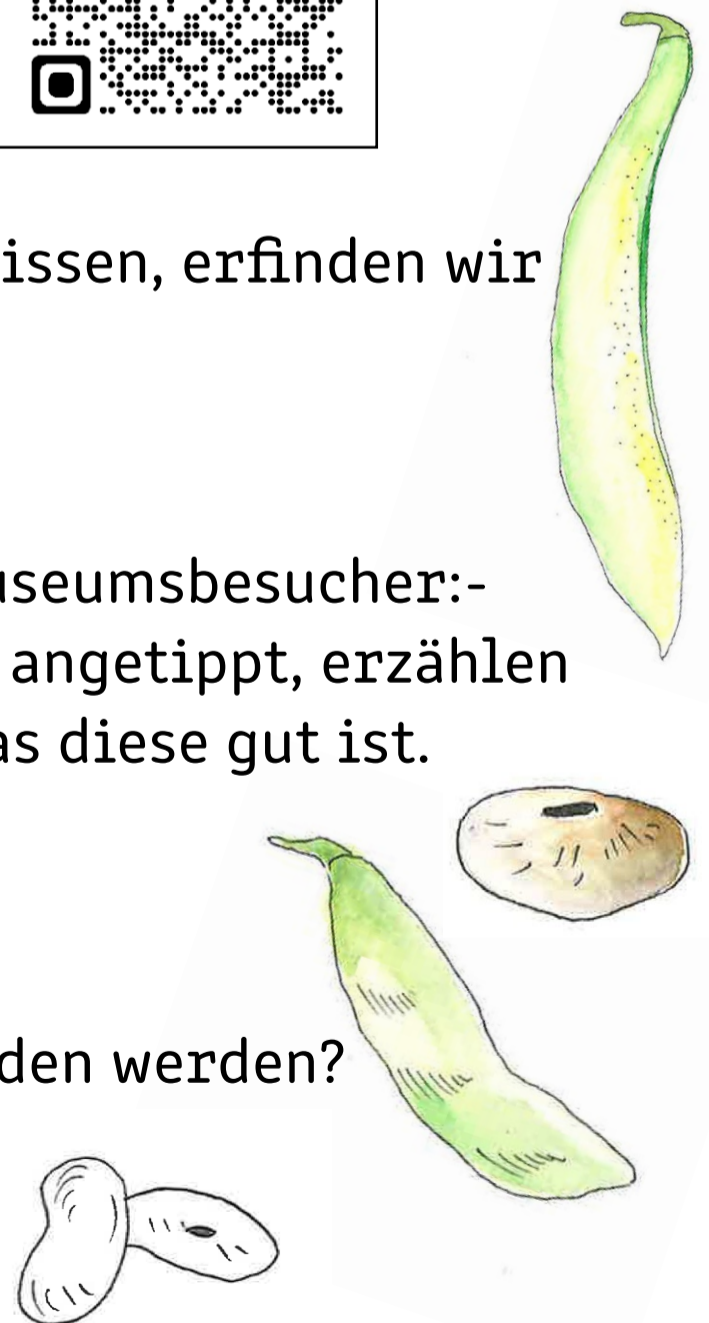 issen, erfinden wir
useumsbesucher:-
angetippt, erzählen
as diese gut ist.
den werden?